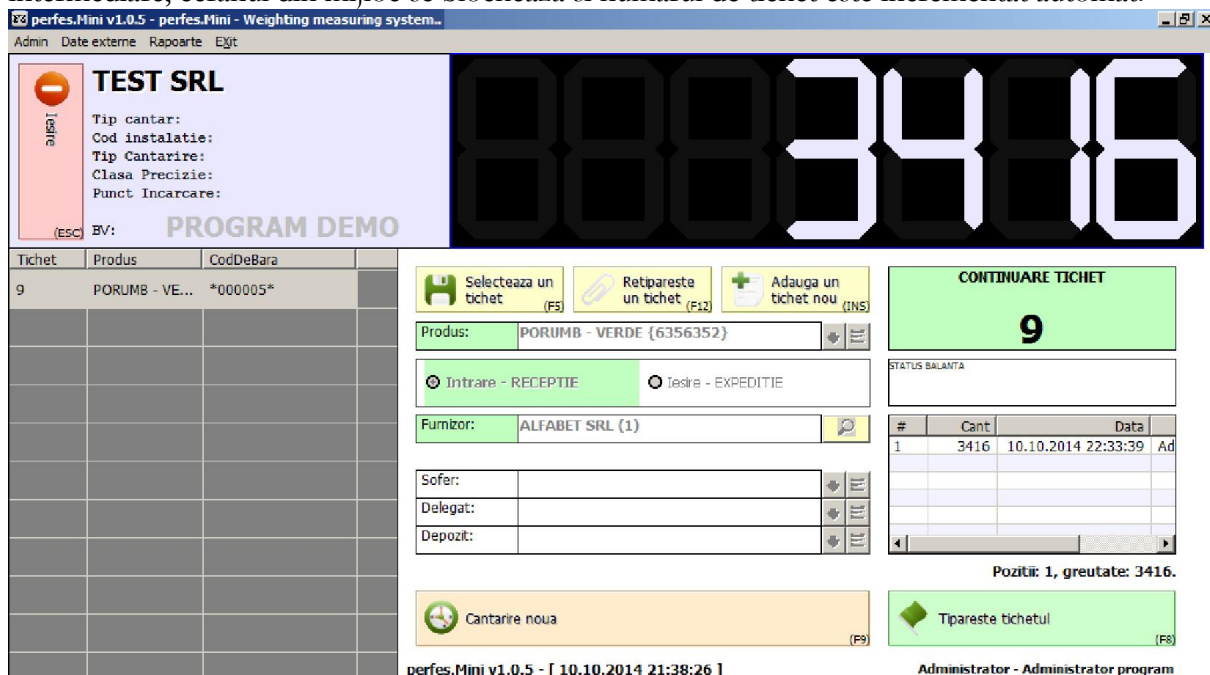 perfes.Mini v1.0.5 - perfes.Mini - Weighting measuring system..
Admin Date externe Rapoarte EXit
Iesire
(ESC)
TEST SRL
Tip cantar:
Cod instalatie:
Tip Cantarire:
Clasa Precizie:
Punct Incarcare:
BV:
PROGRAM DEMO
3416
Tichet Produs CodDeBara
9 PORUMB - VE... *000005*
Selecteaza un
tichet (F5)
Retipareste
un tichet (F12)
Adauga un
tichet nou (INS)
Produs: PORUMB - VERDE {6356352}
Intrare - RECEPTIE Iesire - EXPEDITIE
Furnizor: ALFABET SRL (1)
Sofer:
Delegat:
Depozit:
Cantarire noua
(F9)
CONTINUARE TICHET
9
STATUS BALANTA
# Cant Data
1 3416 10.10.2014 22:33:39 Ad
Pozitii: 1, greutate: 3416.
Tipareste tichetul
(F8)
perfes.Mini v1.0.5 - [ 10.10.2014 21:38:26 ]
Administrator - Administrator program